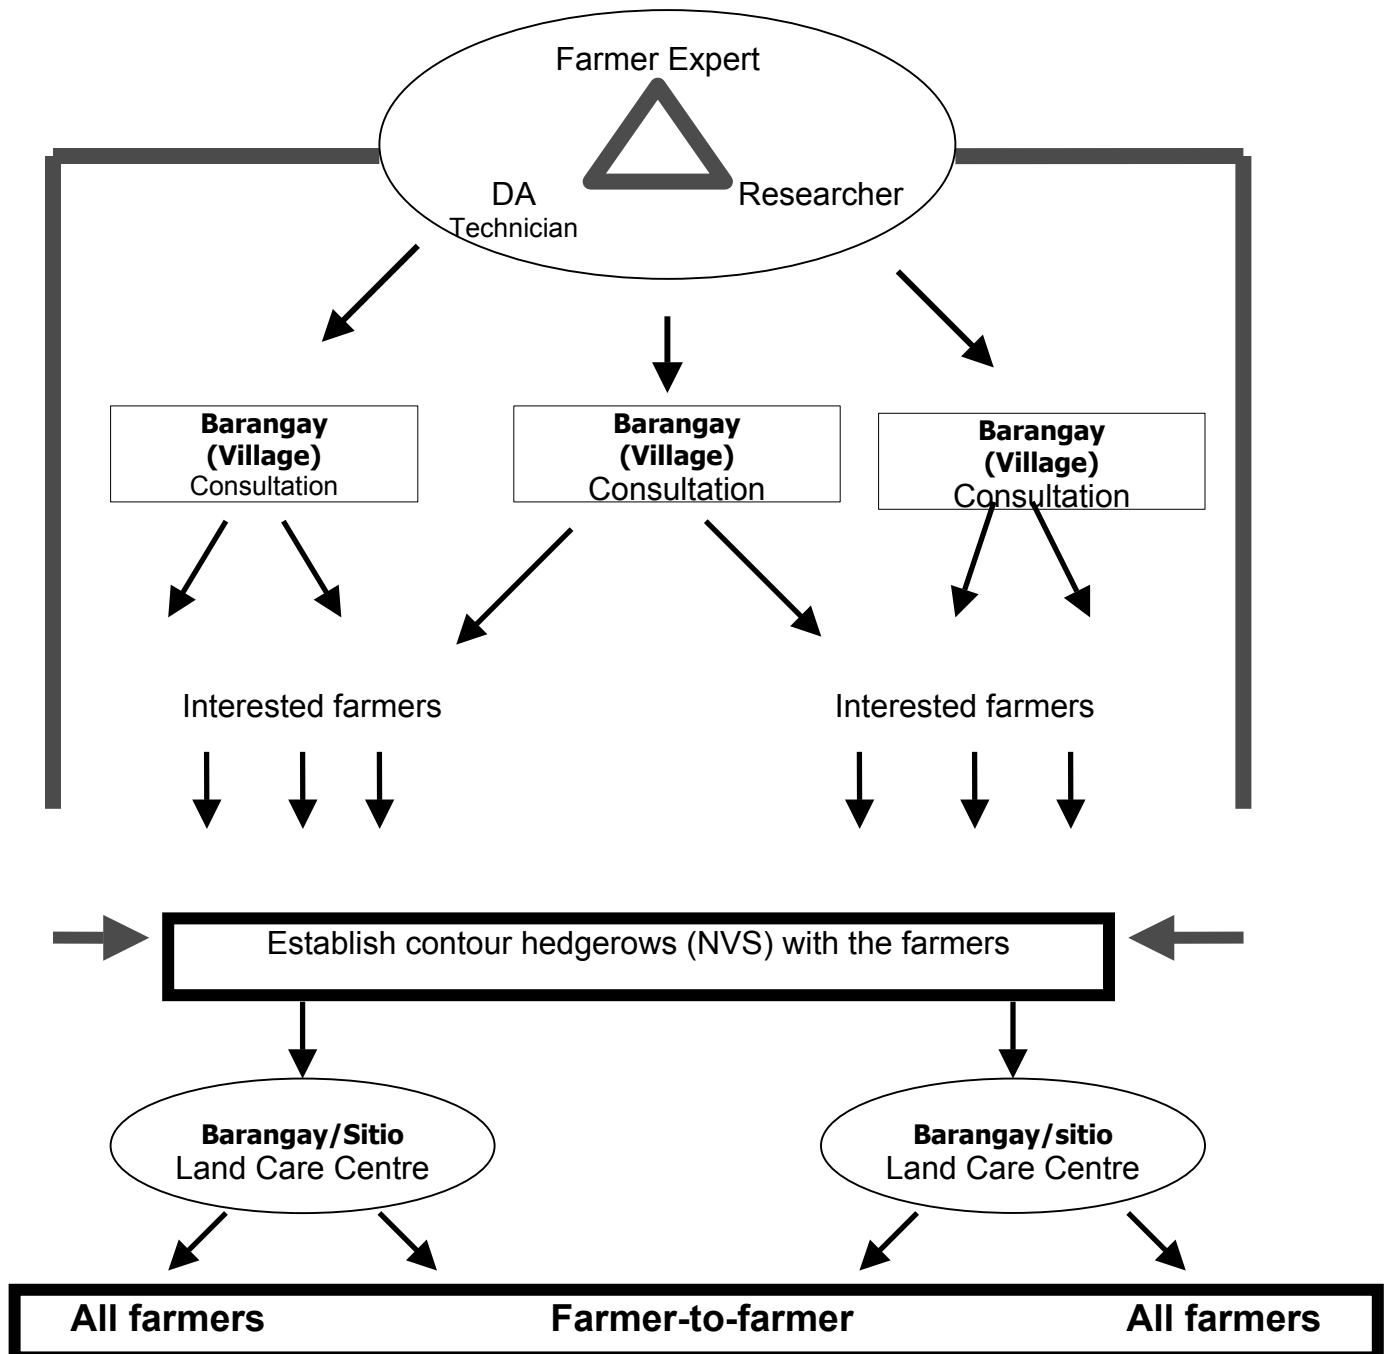 Farmer Expert
DA
Technician
Researcher
Barangay
(Village)
Consultation
Barangay
(Village)
Consultation
Barangay
(Village)
Consultation
Interested farmers
Interested farmers
Establish contour hedgerows (NVS) with the farmers
Barangay/Sitio
Land Care Centre
Barangay/sitio
Land Care Centre
All farmers
Farmer-to-farmer
All farmers